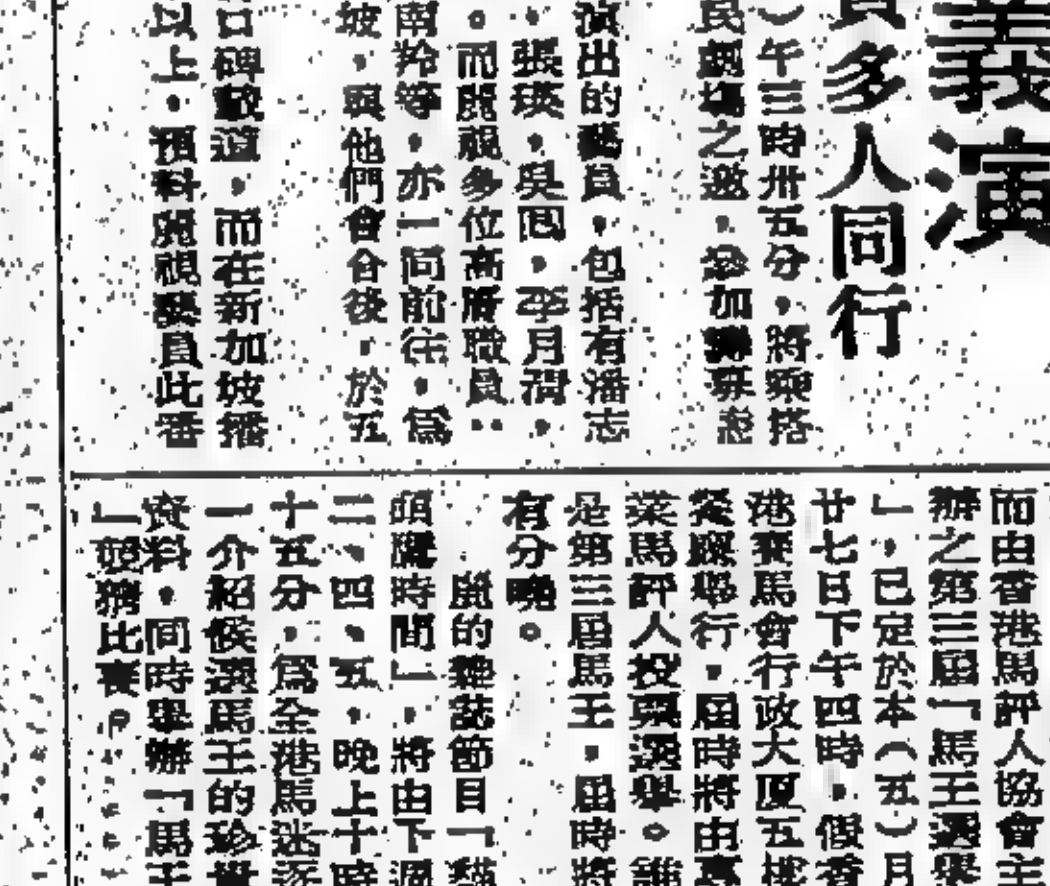 義演
員多人同行
）午三時卅五分，將乘搭
民劇場之邀，參加
演出的藝員，包括有潘志
，張瑛，吳回，李月清，
。而麗視多位高層職員：
南羚等，亦一同前往，為
坡，與他們會合後，於五
口碑載道，而在新加坡播
以上，預料麗視藝員此番
而由香港馬評人協會主
辦之第三屆「馬王選舉
」，已定於本（五）月
廿七日下午四時，假香
港賽馬會行政大厦五樓
餐廳舉行，屆時將由
業馬評人投票選舉。誰
是第三屆馬王，屆時將
有分曉。
麗的雜誌節目「貓
頭鷹時間」，將由下週
二、四、五，晚上十時
十五分，為全港馬迷逐
一介紹候選馬王的珍貴
資料，同時舉辦「馬王
」競猜比賽。